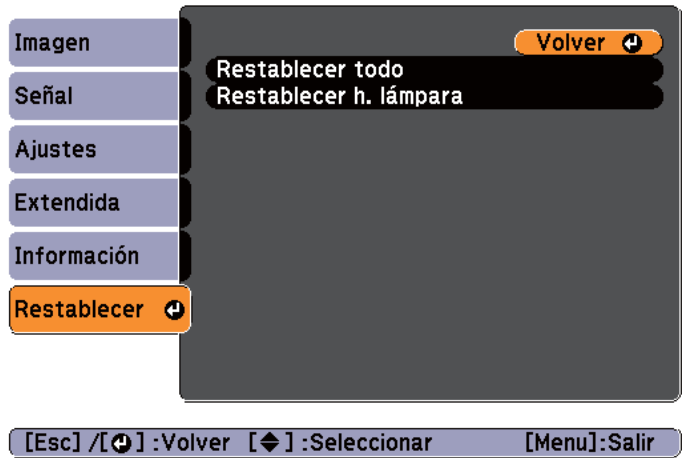 Imagen
Señal
Ajustes
Extendida
Información
Restablecer
Volver
Restablecer todo
Restablecer h. lámpara
[Esc] /[ ] :Volver [ ] :Seleccionar [Menu]:Salir